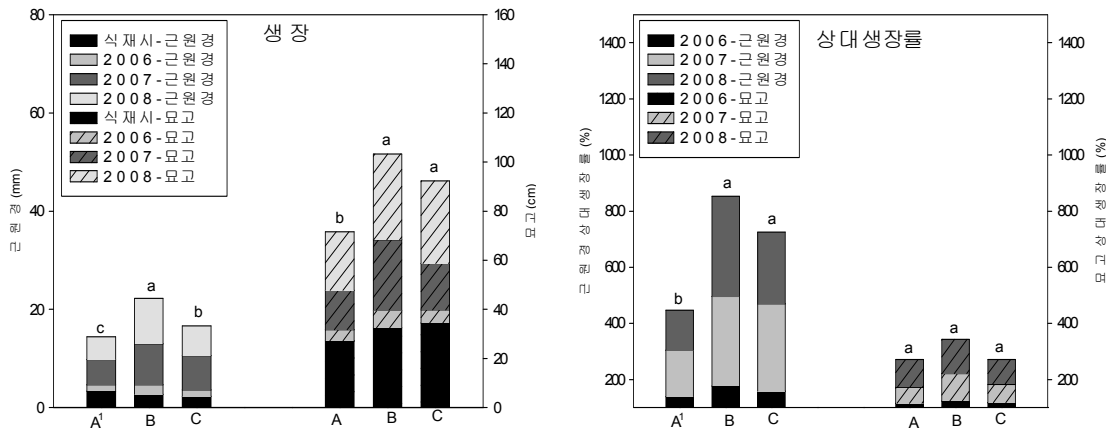 생 장
식재시-근원경
2006-근원경
2007-근원경
2008-근원경
식재시-묘고
2006-묘고
2007-묘고
2008-묘고
근원경 (mm)
80
60
40
20
0
묘고 (cm)
160
140
120
100
80
60
40
20
0
c
a
b
b
a
a
A¹
B
C
A
B
C
상대생장률
2006-근원경
2007-근원경
2008-근원경
2006-묘고
2007-묘고
2008-묘고
근원경상대생장률 (%)
1400
1200
1000
800
600
400
200
묘고상대생장률 (%)
1400
1200
1000
800
600
400
200
b
a
a
a
a
a
A¹
B
C
A
B
C